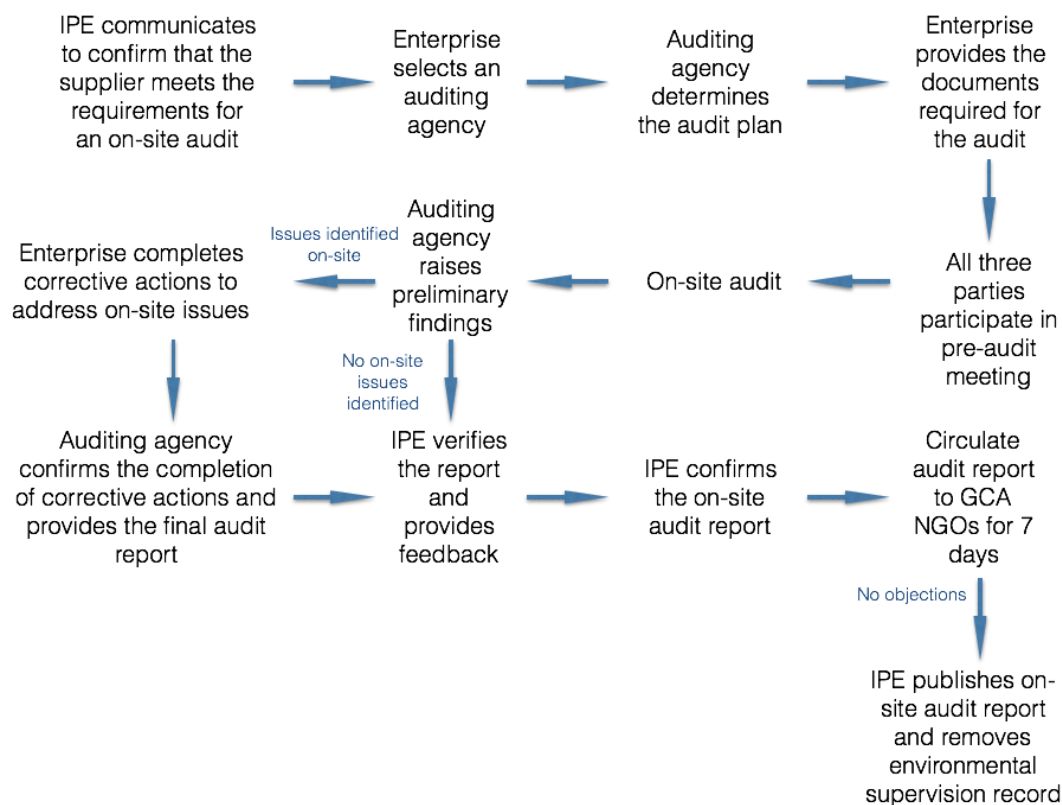 IPE communicates
to confirm that the
supplier meets the
requirements for
an on-site audit
Enterprise
selects an
auditing
agency
Auditing
agency
determines
the audit plan
Enterprise
provides the
documents
required for
the audit
All three
parties
participate in
pre-audit
meeting
On-site audit
Auditing
agency
raises
preliminary
findings
Issues identified
on-site
Enterprise completes
corrective actions to
address on-site issues
No on-site
issues
identified
Auditing agency
confirms the completion
of corrective actions and
provides the final audit
report
IPE verifies
the report
and
provides
feedback
IPE confirms
the on-site
audit report
Circulate
audit report
to GCA
NGOs for 7
days
No objections
IPE publishes on-
site audit report
and removes
environmental
supervision record